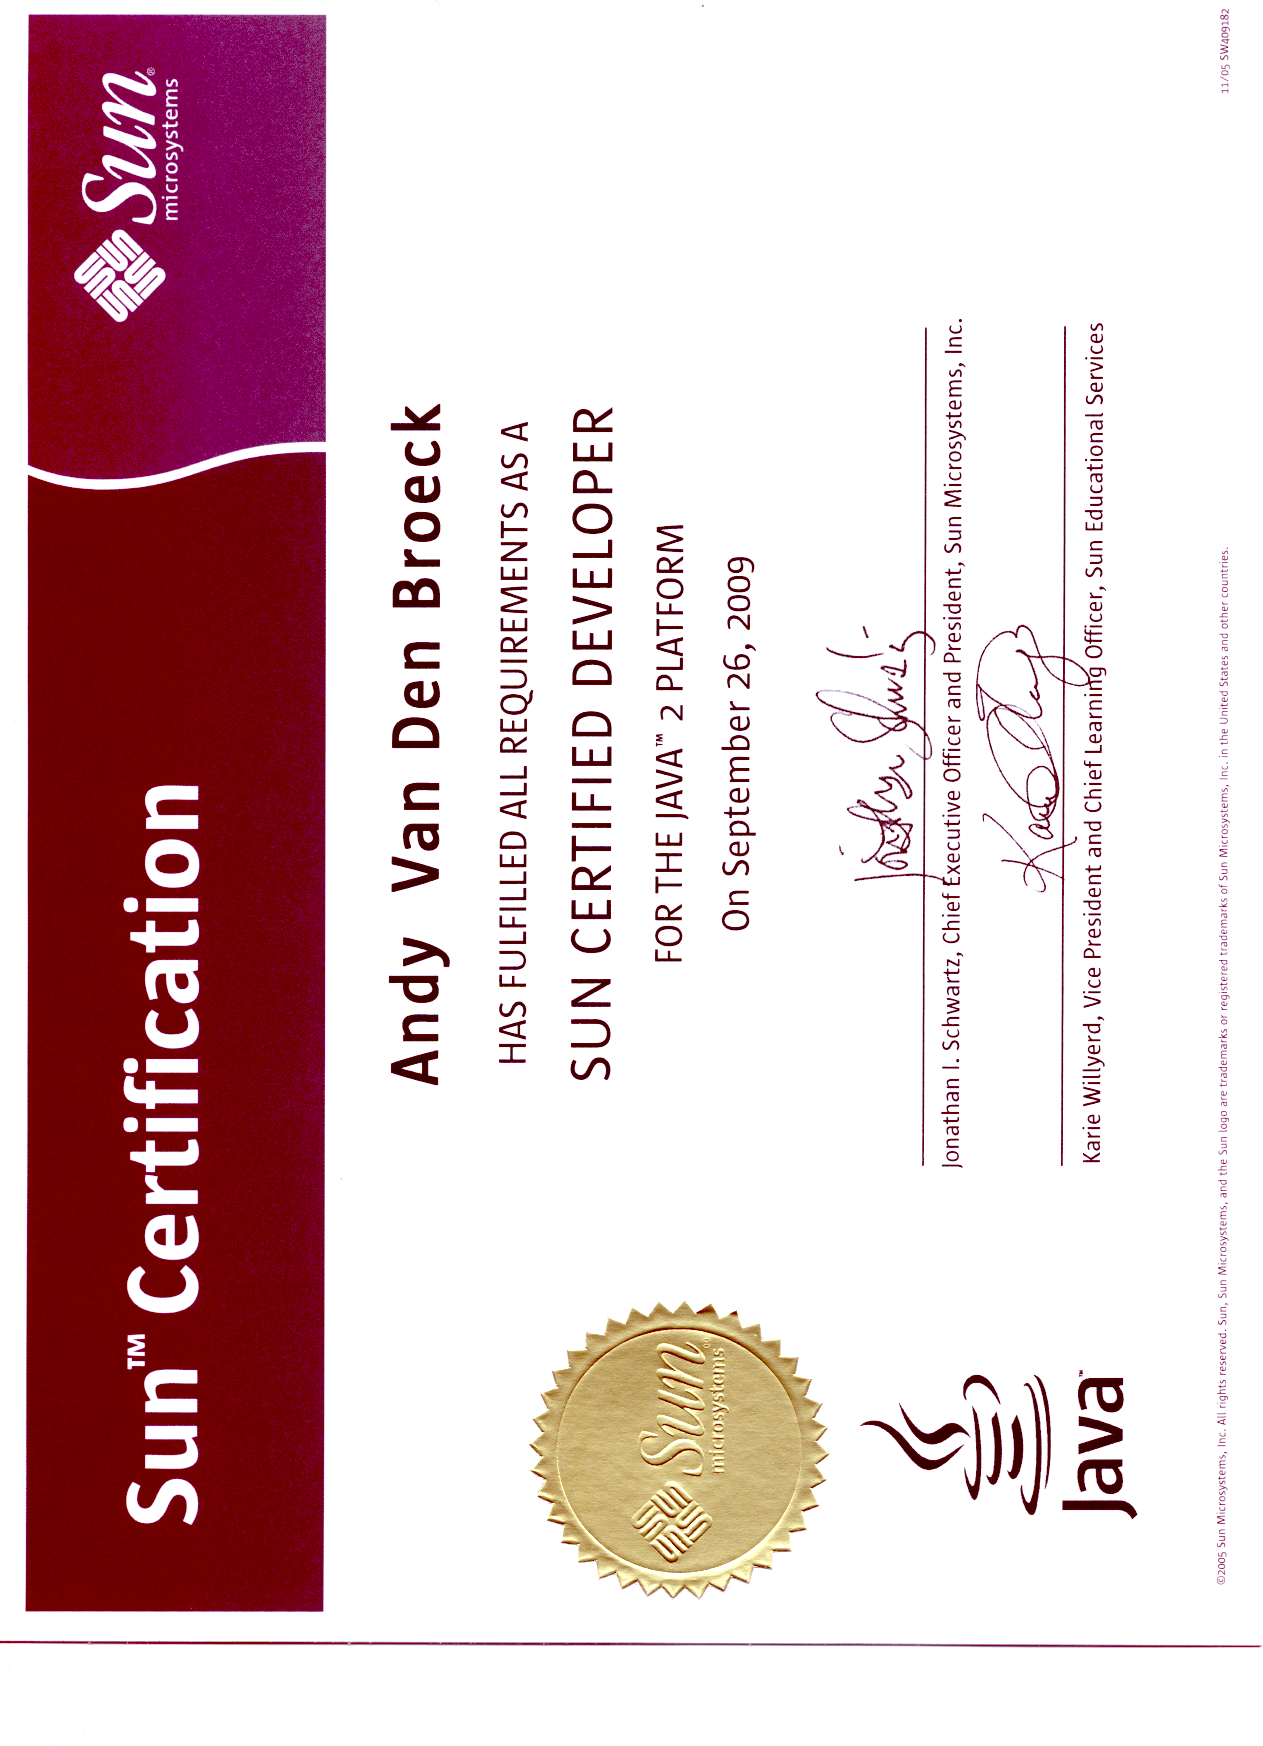 Sun™ Certification
Sun®
microsystems
Andy Van Den Broeck
HAS FULFILLED ALL REQUIREMENTS AS A
SUN CERTIFIED DEVELOPER
FOR THE JAVA™ 2 PLATFORM
On September 26, 2009
Jonathan I. Schwartz, Chief Executive Officer and President, Sun Microsystems, Inc.
Karie Willyerd, Vice President and Chief Learning Officer, Sun Educational Services
Sun®
microsystems
Java™
©2005 Sun Microsystems, Inc. All rights reserved. Sun, Sun Microsystems, and the Sun logo are trademarks or registered trademarks of Sun Microsystems, Inc. in the United States and other countries.
11/05 SW409182